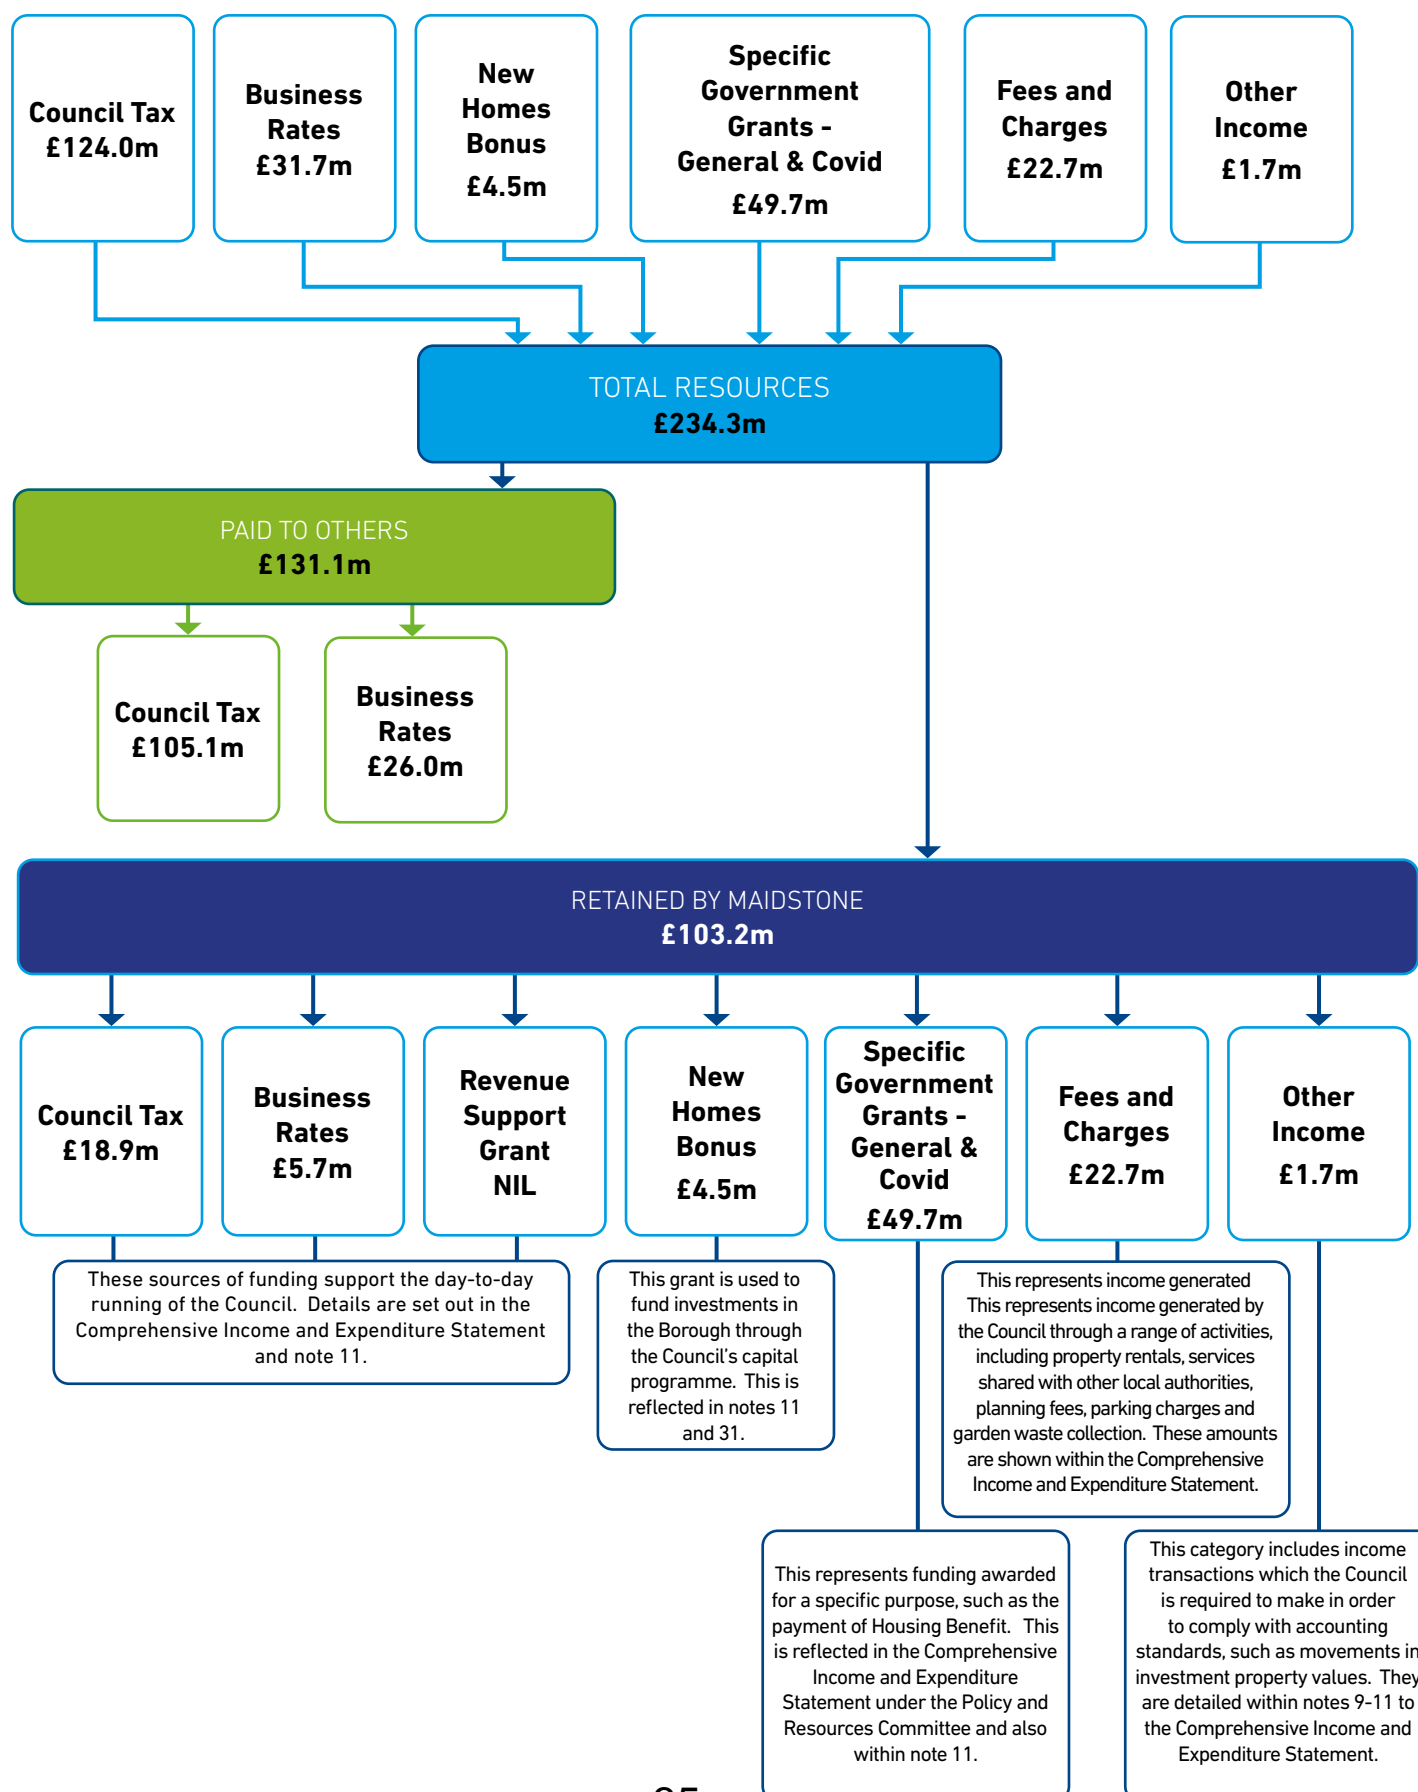 Council Tax
£124.0m
Business
Rates
£31.7m
New
Homes
Bonus
£4.5m
Specific
Government
Grants -
General & Covid
£49.7m
Fees and
Charges
£22.7m
Other
Income
£1.7m
TOTAL RESOURCES
£234.3m
PAID TO OTHERS
£131.1m
Council Tax
£105.1m
Business
Rates
£26.0m
RETAINED BY MAIDSTONE
£103.2m
Council Tax
£18.9m
Business
Rates
£5.7m
Revenue
Support
Grant
NIL
New
Homes
Bonus
£4.5m
Specific
Government
Grants -
General &
Covid
£49.7m
Fees and
Charges
£22.7m
Other
Income
£1.7m
These sources of funding support the day-to-day
running of the Council. Details are set out in the
Comprehensive Income and Expenditure Statement
and note 11.
This grant is used to
fund investments in
the Borough through
the Council's capital
programme. This is
reflected in notes 11
and 31.
This represents income generated
This represents income generated by
the Council through a range of activities,
including property rentals, services
shared with other local authorities,
planning fees, parking charges and
garden waste collection. These amounts
are shown within the Comprehensive
Income and Expenditure Statement.
This represents funding awarded
for a specific purpose, such as the
payment of Housing Benefit. This
is reflected in the Comprehensive
Income and Expenditure
Statement under the Policy and
Resources Committee and also
within note 11.
This category includes income
transactions which the Council
is required to make in order
to comply with accounting
standards, such as movements in
investment property values. They
are detailed within notes 9-11 to
the Comprehensive Income and
Expenditure Statement.